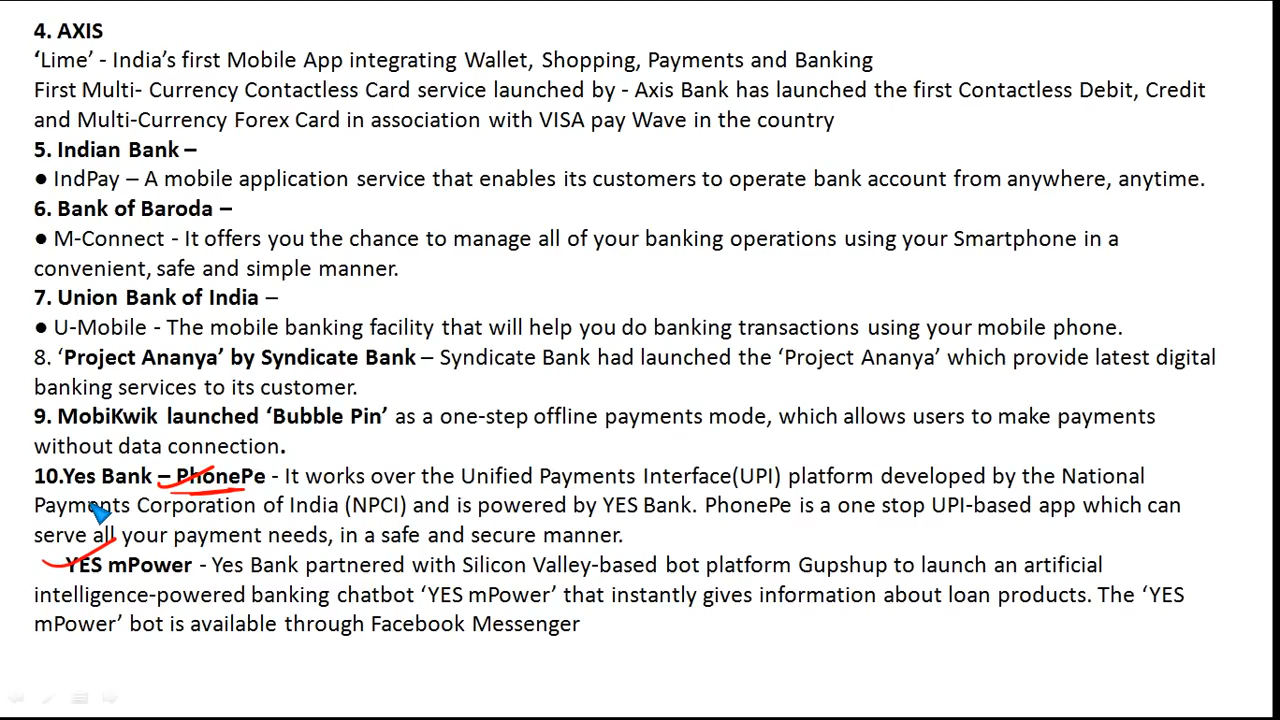 4. AXIS
‘Lime’ - India’s first Mobile App integrating Wallet, Shopping, Payments and Banking
First Multi- Currency Contactless Card service launched by - Axis Bank has launched the first Contactless Debit, Credit
and Multi-Currency Forex Card in association with VISA pay Wave in the country
5. Indian Bank –
● IndPay – A mobile application service that enables its customers to operate bank account from anywhere, anytime.
6. Bank of Baroda –
● M-Connect - It offers you the chance to manage all of your banking operations using your Smartphone in a
convenient, safe and simple manner.
7. Union Bank of India –
● U-Mobile - The mobile banking facility that will help you do banking transactions using your mobile phone.
8. ‘Project Ananya’ by Syndicate Bank – Syndicate Bank had launched the ‘Project Ananya’ which provide latest digital
banking services to its customer.
9. MobiKwik launched ‘Bubble Pin’ as a one-step offline payments mode, which allows users to make payments
without data connection.
10.Yes Bank – PhonePe - It works over the Unified Payments Interface(UPI) platform developed by the National
Payments Corporation of India (NPCI) and is powered by YES Bank. PhonePe is a one stop UPI-based app which can
serve all your payment needs, in a safe and secure manner.
YES mPower - Yes Bank partnered with Silicon Valley-based bot platform Gupshup to launch an artificial
intelligence-powered banking chatbot ‘YES mPower’ that instantly gives information about loan products. The ‘YES
mPower’ bot is available through Facebook Messenger